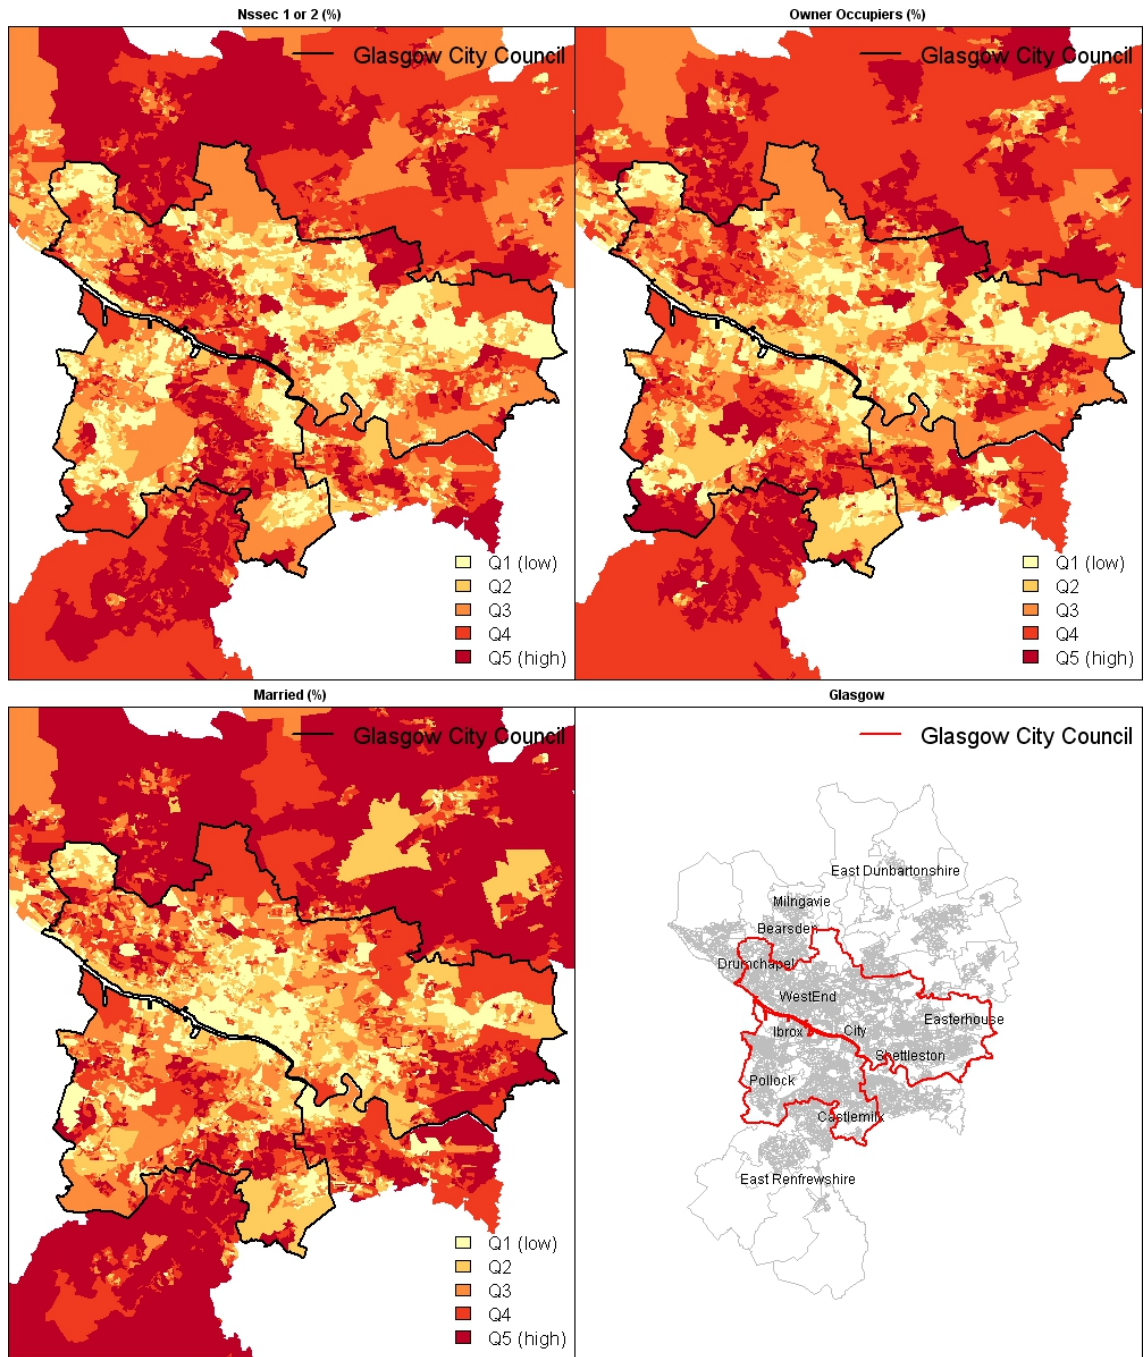 Nssec 1 or 2 (%)
Glasgow City Council
Q1 (low)
Q2
Q3
Q4
Q5 (high)
Owner Occupiers (%)
Glasgow City Council
Q1 (low)
Q2
Q3
Q4
Q5 (high)
Married (%)
Glasgow City Council
Q1 (low)
Q2
Q3
Q4
Q5 (high)
Glasgow
Glasgow City Council
East Dunbartonshire
Milngavie
Bearsden
Drumchapel
WestEnd
Easterhouse
Ibrox
City
Shettleston
Pollock
Castlemilk
East Renfrewshire